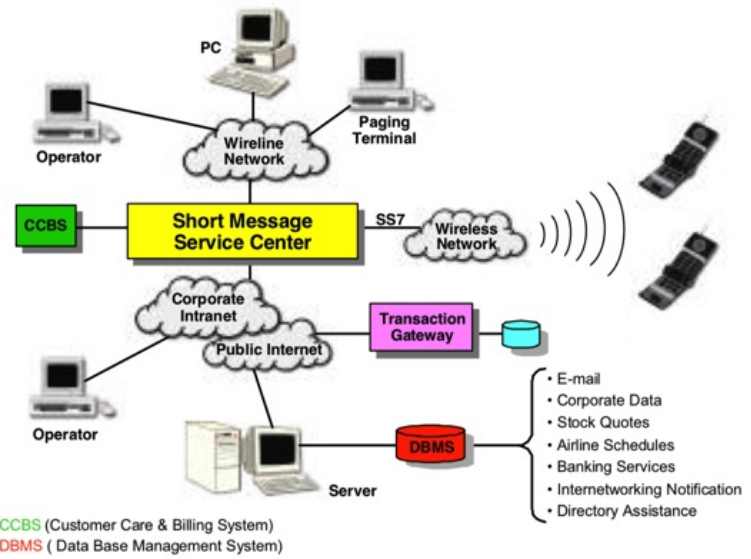 PC
Operator
Wireline
Network
Paging
Terminal
CCBS
Short Message
Service Center
SS7
Wireless
Network
Corporate
Intranet
Public Internet
Transaction
Gateway
Operator
Server
DBMS
• E-mail
• Corporate Data
• Stock Quotes
• Airline Schedules
• Banking Services
• Internetworking Notification
• Directory Assistance
CCBS (Customer Care & Billing System)
DBMS ( Data Base Management System)